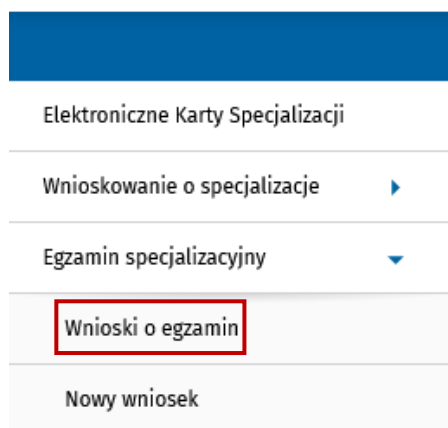 Elektroniczne Karty Specjalizacji
Wnioskowanie o specjalizacje
Egzamin specjalizacyjny
Wnioski o egzamin
Nowy wniosek